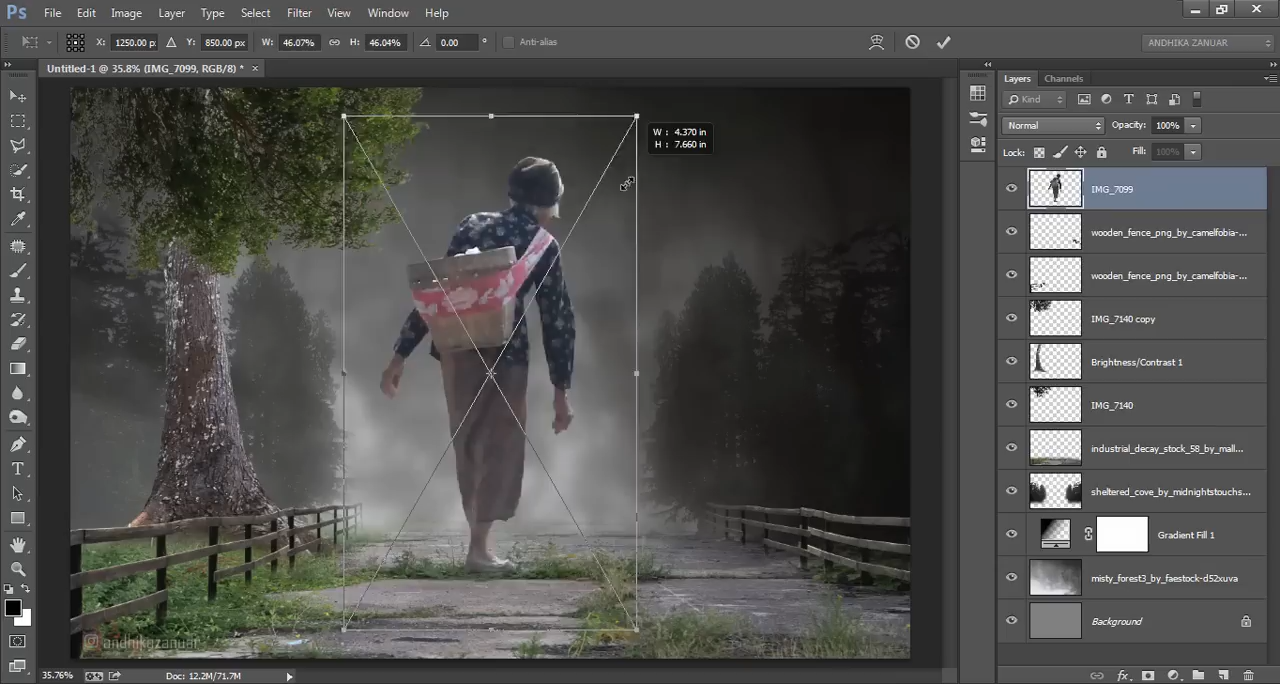 Ps File Edit Image Layer Type Select Filter View Window Help
X: 1250.00 p: Y: 850.00 px W: 46.07% H: 46.04% 0.00 ° Anti-alias ANDHIKA ZANUAR
Untitled-1 @ 35.8% (IMG_7099, RGB/8) * ×
W : 4.370 in
H : 7.660 in
andhikazanuar
35.76% Doc: 12.2M/71.7M
Layers Channels
Kind
Normal Opacity: 100%
Lock: Fill: 100%
IMG_7099
wooden_fence_png_by_camelfobia-...
wooden_fence_png_by_camelfobia-...
IMG_7140 copy
Brightness/Contrast 1
IMG_7140
industrial_decay_stock_58_by_mall...
sheltered_cove_by_midnightstouchs...
Gradient Fill 1
misty_forest3_by_faestock-d52xuva
Background
fx